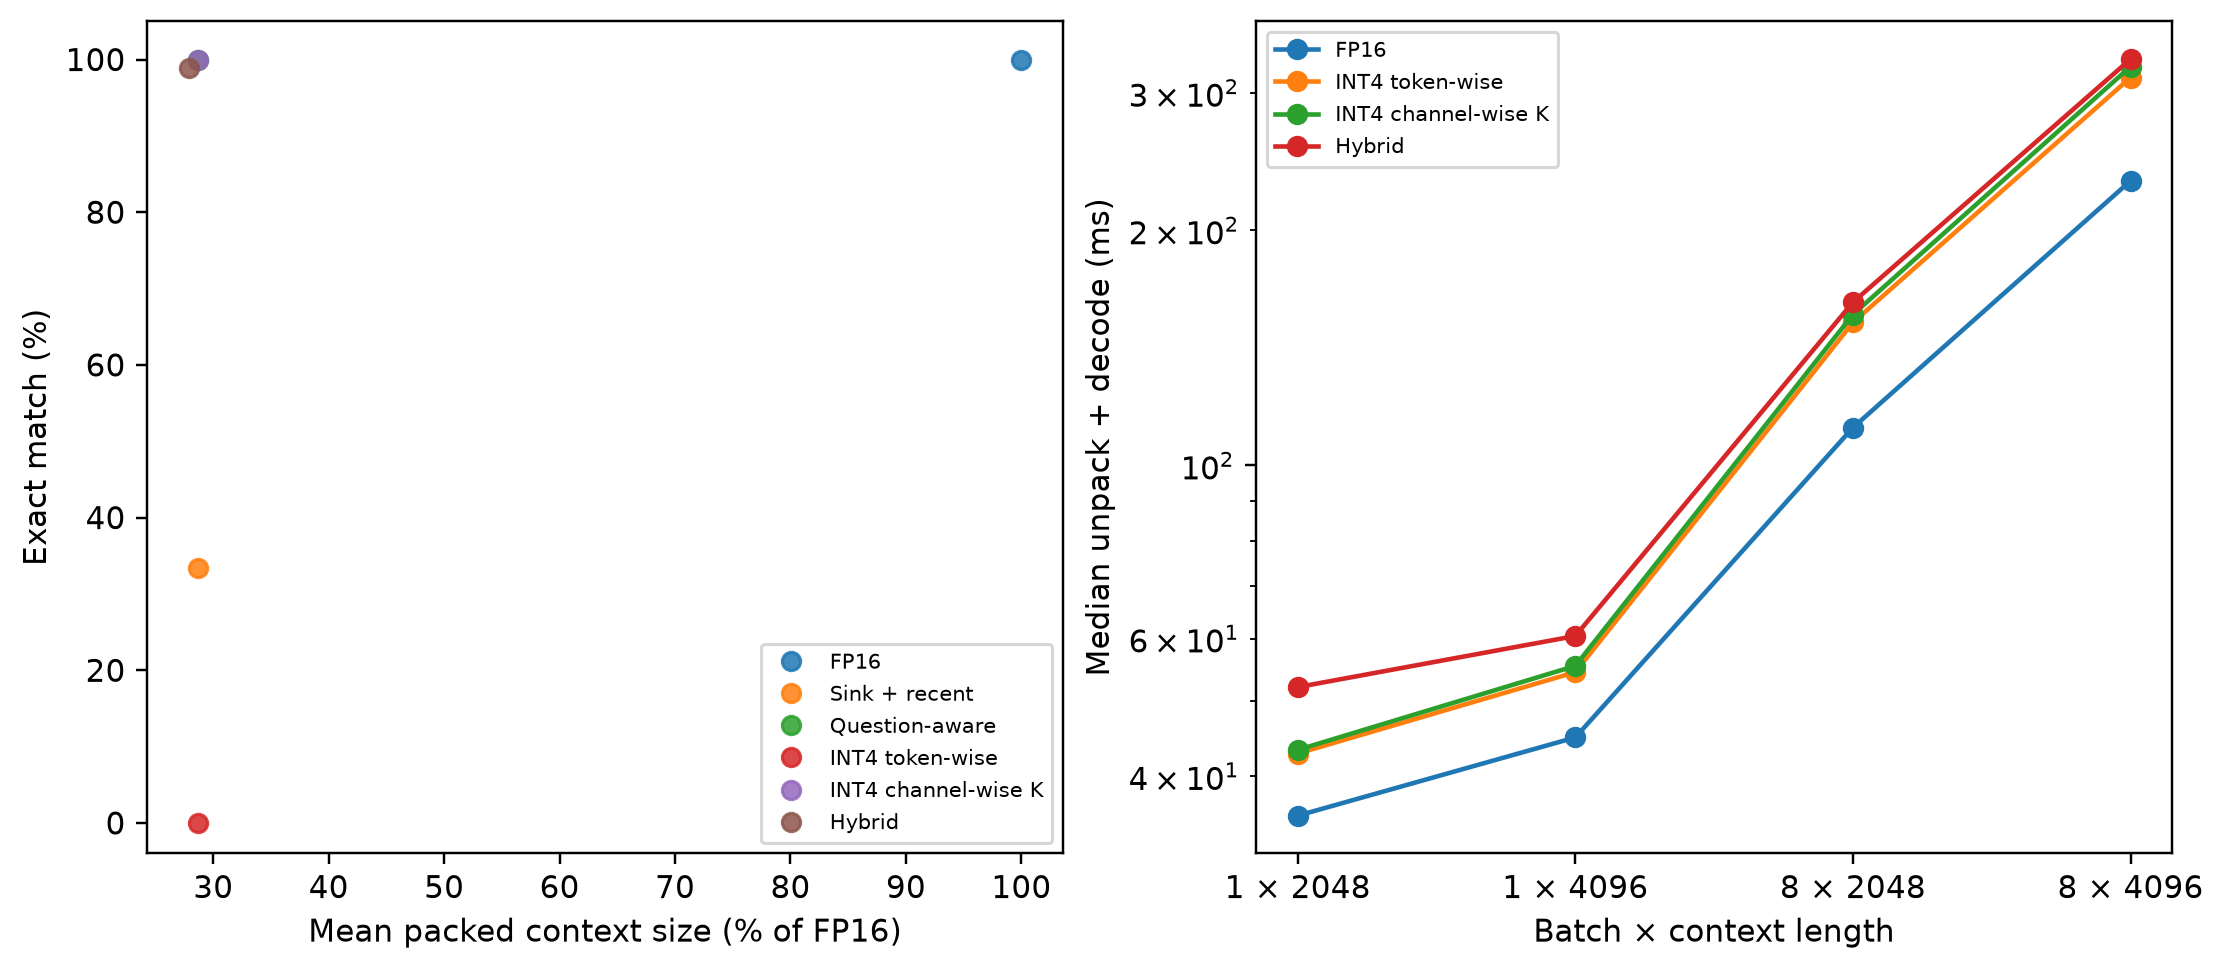 100
80
60
40
20
0
Exact match (%)
30 40 50 60 70 80 90 100
Mean packed context size (% of FP16)
FP16
Sink + recent
Question-aware
INT4 token-wise
INT4 channel-wise K
Hybrid
3 × 10²
2 × 10²
10²
6 × 10¹
4 × 10¹
Median unpack + decode (ms)
FP16
INT4 token-wise
INT4 channel-wise K
Hybrid
1 × 2048 1 × 4096 8 × 2048 8 × 4096
Batch × context length